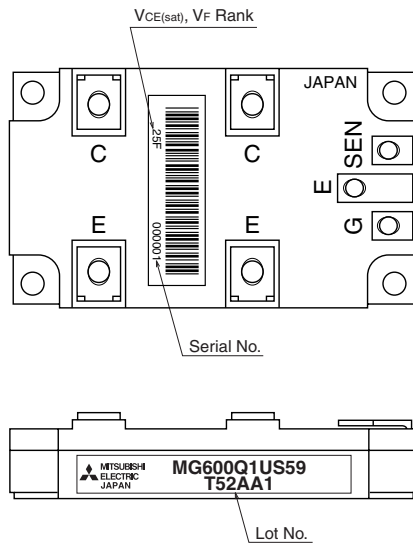 VCE(sat), VF Rank
JAPAN
25F
C
C
SEN
E
E
E
G
000001
Serial No.
MITSUBISHI
ELECTRIC
JAPAN
MG600Q1US59
T52AA1
Lot No.